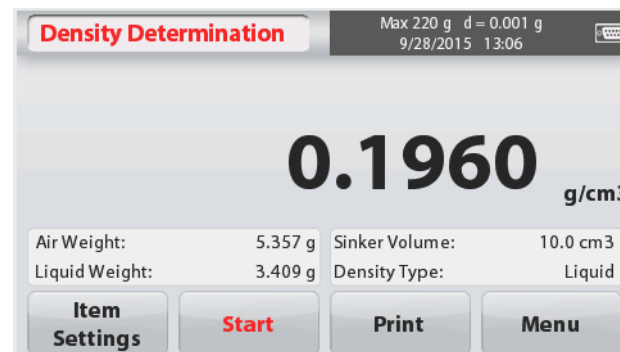 Density Determination
Max 220 g d = 0.001 g
9/28/2015 13:06
0.1960
g/cm3
Air Weight: 5.357 g Sinker Volume: 10.0 cm3
Liquid Weight: 3.409 g Density Type: Liquid
Item Settings Start Print Menu